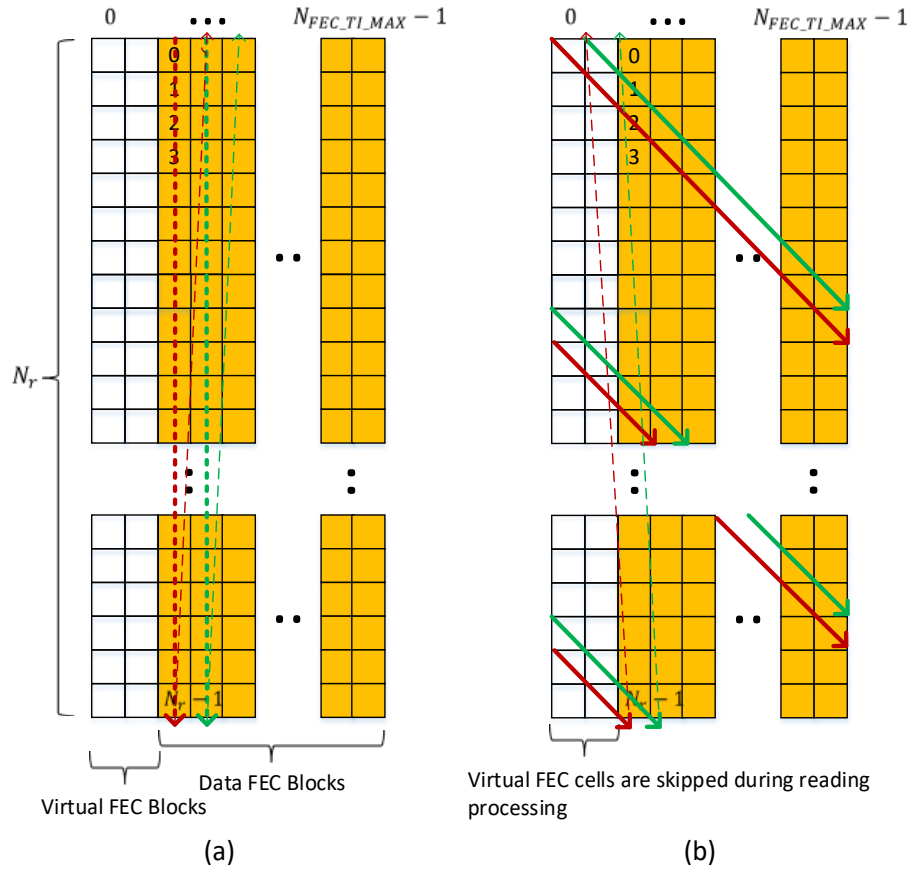 0 ... N_{FEC_TI_MAX} − 1
0
1
2
3
N_r
N_r − 1
Data FEC Blocks
Virtual FEC Blocks
(a)
0 ... N_{FEC_TI_MAX} − 1
0
1
2
3
N_r − 1
Virtual FEC cells are skipped during reading
processing
(b)